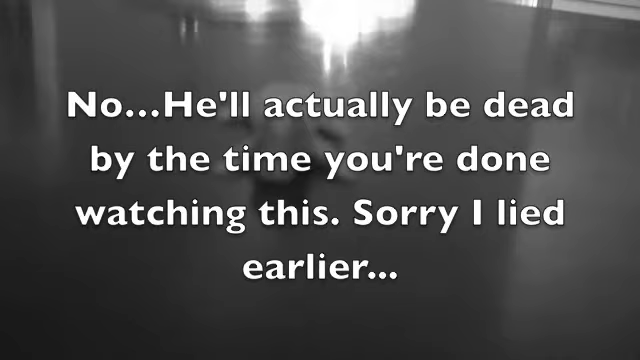 No...He'll actually be dead
by the time you're done
watching this. Sorry I lied
earlier...